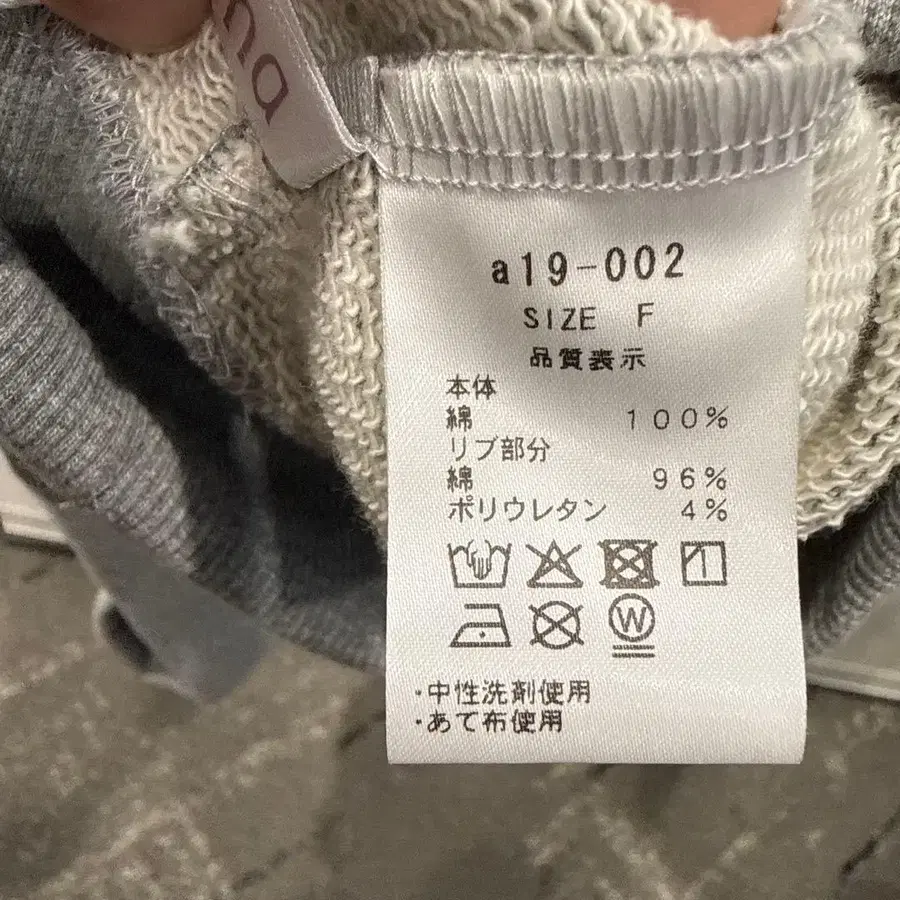 ma
a19-002
SIZE F
品質表示
本体
綿 100%
リブ部分
綿 96%
ポリウレタン 4%
W
・中性洗剤使用
・あて布使用